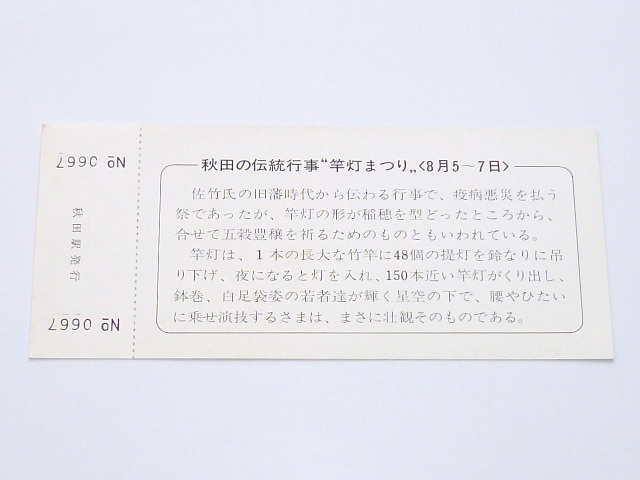 No 0667
秋田駅発行
No 0667
秋田の伝統行事“竿灯まつり„<8月5～7日>
佐竹氏の旧藩時代から伝わる行事で、疫病悪災を払う
祭であったが、竿灯の形が稲穂を型どったところから、
合せて五穀豊穣を祈るためのものともいわれている。
竿灯は、1本の長大な竹竿に48個の提灯を鈴なりに吊
り下げ、夜になると灯を入れ、150本近い竿灯がくり出し、
鉢巻、白足袋姿の若者達が輝く星空の下で、腰やひたい
に乗せ演技するさまは、まさに壮観そのものである。